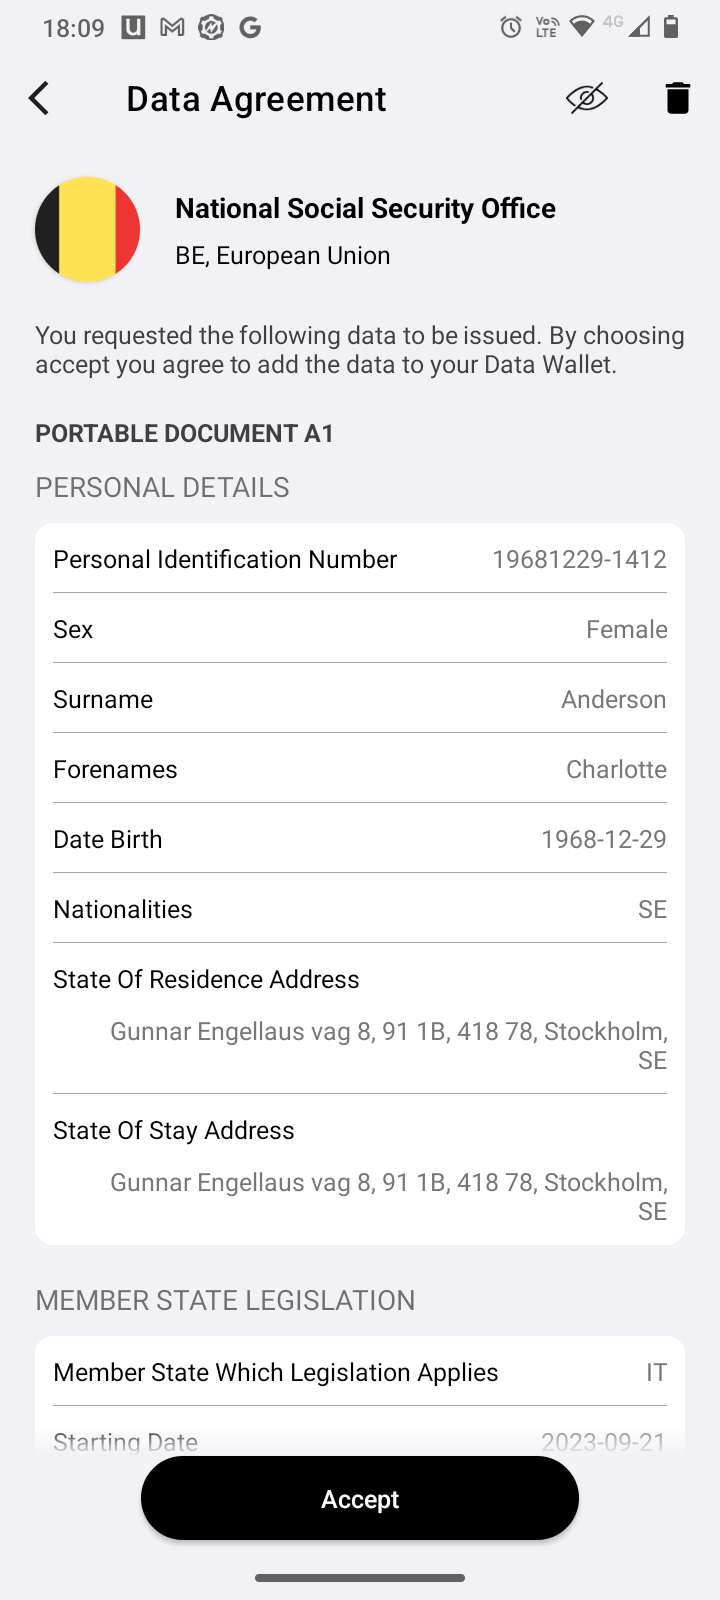 18:09
4G
VoLTE
Data Agreement
National Social Security Office
BE, European Union
You requested the following data to be issued. By choosing
accept you agree to add the data to your Data Wallet.
PORTABLE DOCUMENT A1
PERSONAL DETAILS
Personal Identification Number 19681229-1412
Sex Female
Surname Anderson
Forenames Charlotte
Date Birth 1968-12-29
Nationalities SE
State Of Residence Address
Gunnar Engellaus vag 8, 91 1B, 418 78, Stockholm,
SE
State Of Stay Address
Gunnar Engellaus vag 8, 91 1B, 418 78, Stockholm,
SE
MEMBER STATE LEGISLATION
Member State Which Legislation Applies IT
Starting Date 2023-09-21
Accept